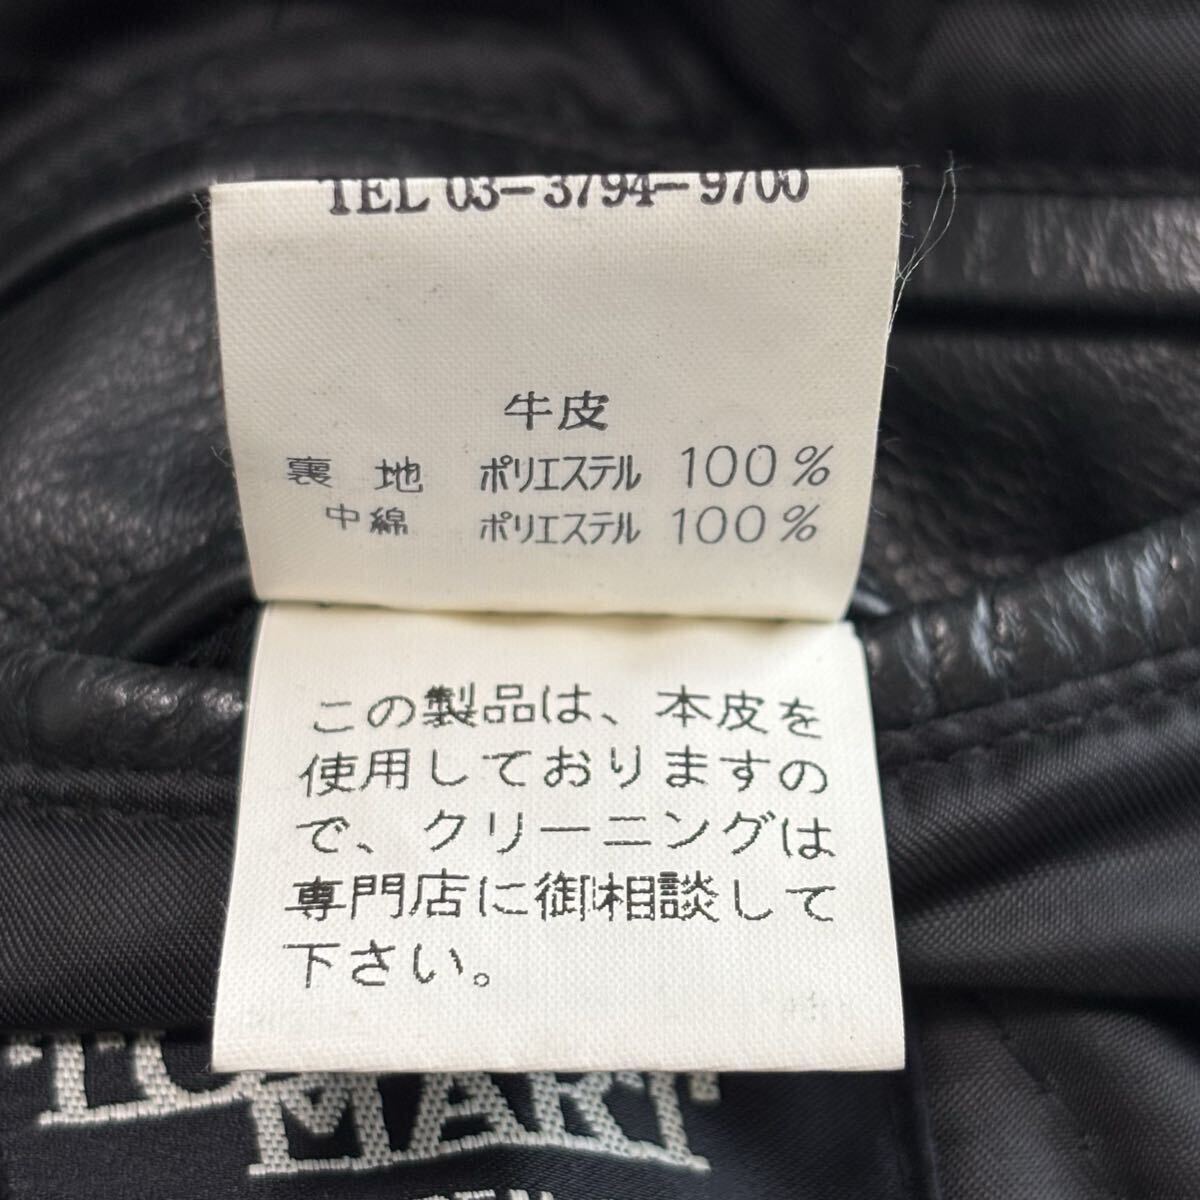 TEL 03-3794-9700
牛皮
裏 地 ポリエステル 100%
中綿 ポリエステル 100%
この製品は、本皮を
使用しておりますの
で、クリーニングは
専門店に御相談して
下さい。
MART